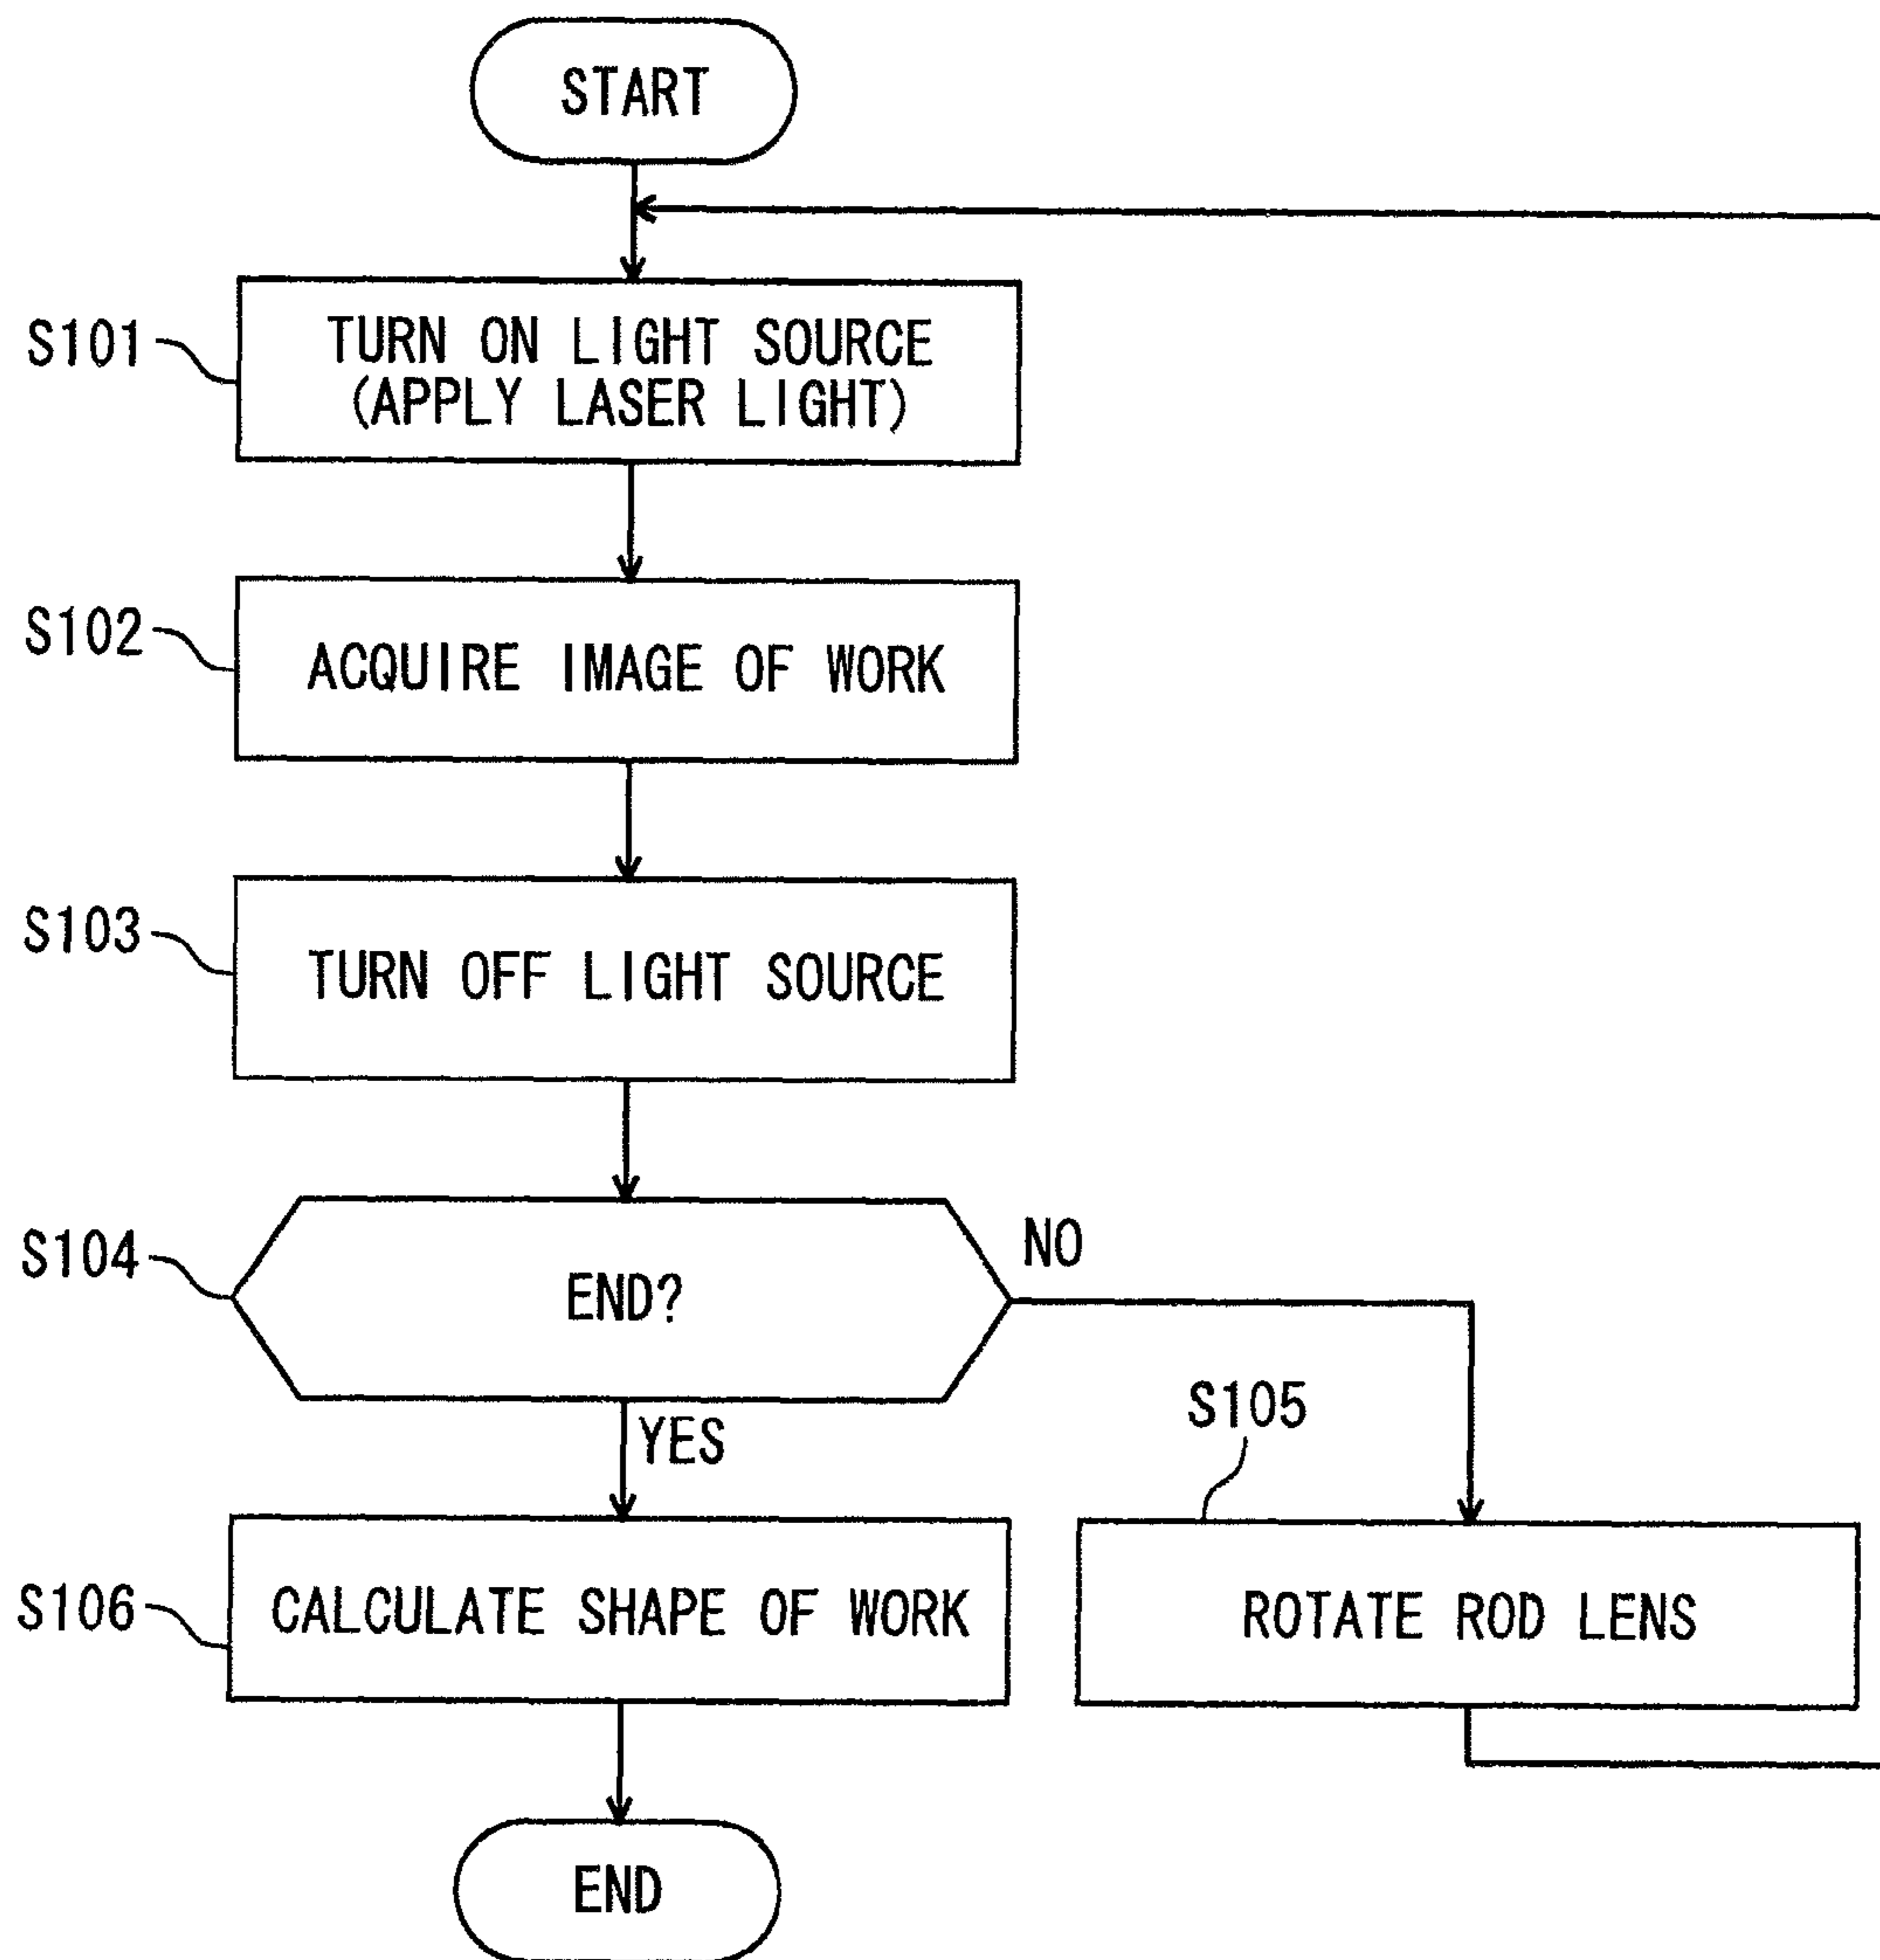 START
S101
TURN ON LIGHT SOURCE
(APPLY LASER LIGHT)
S102
ACQUIRE IMAGE OF WORK
S103
TURN OFF LIGHT SOURCE
S104
END?
NO
YES
S105
S106
CALCULATE SHAPE OF WORK
ROTATE ROD LENS
END